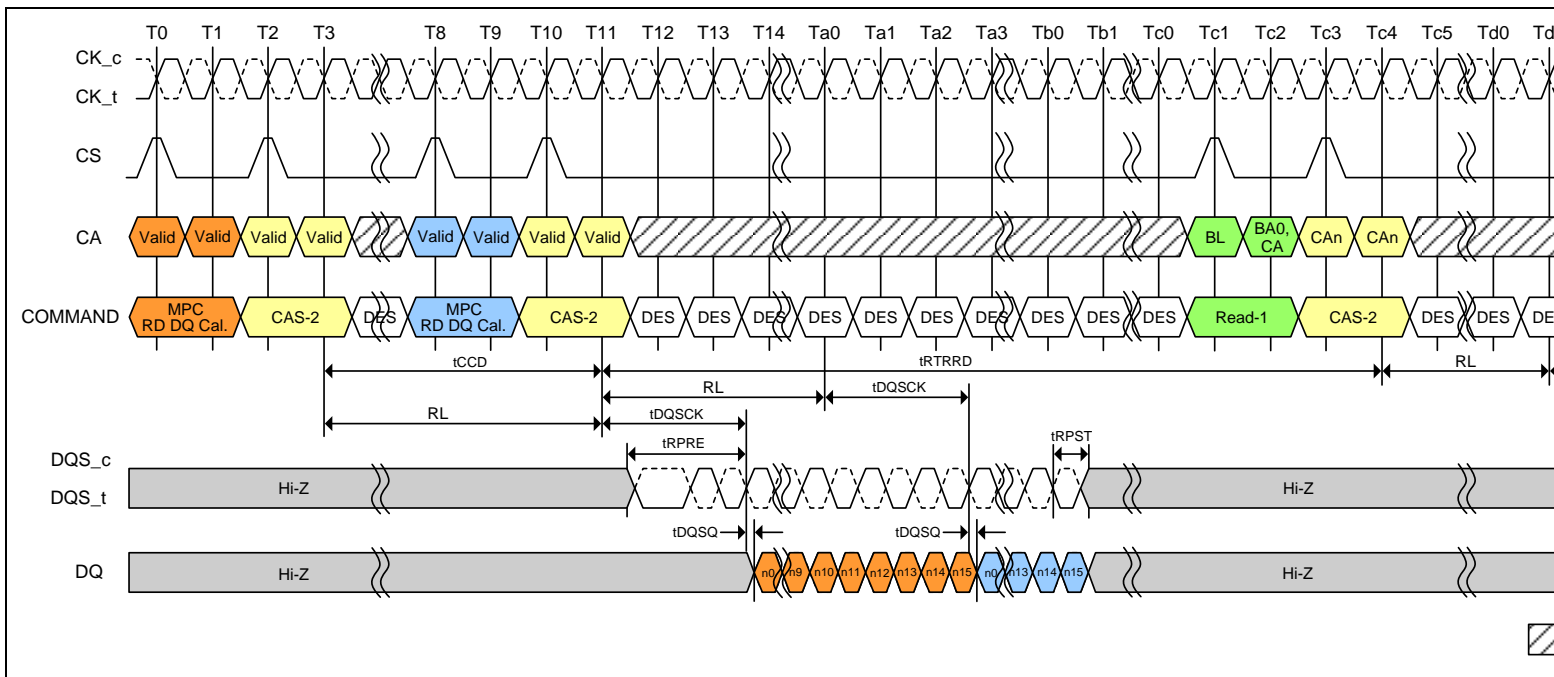 T0 T1 T2 T3 T8 T9 T10 T11 T12 T13 T14 Ta0 Ta1 Ta2 Ta3 Tb0 Tb1 Tc0 Tc1 Tc2 Tc3 Tc4 Tc5 Td0
CK_c
CK_t
CS
CA Valid Valid Valid Valid Valid Valid Valid Valid BL BA0, CA CAn CAn
COMMAND MPC RD DQ Cal. CAS-2 DES MPC RD DQ Cal. CAS-2 DES DES DES DES DES DES DES DES DES DES Read-1 CAS-2 DES DES
tCCD tRTRRD
RL tDQSCK RL
RL tDQSCK
tRPRE tRPST
DQS_c
DQS_t Hi-Z Hi-Z
tDQSQ tDQSQ
DQ Hi-Z n0 n9 n10 n11 n12 n13 n14 n15 n0 n13 n14 n15 Hi-Z